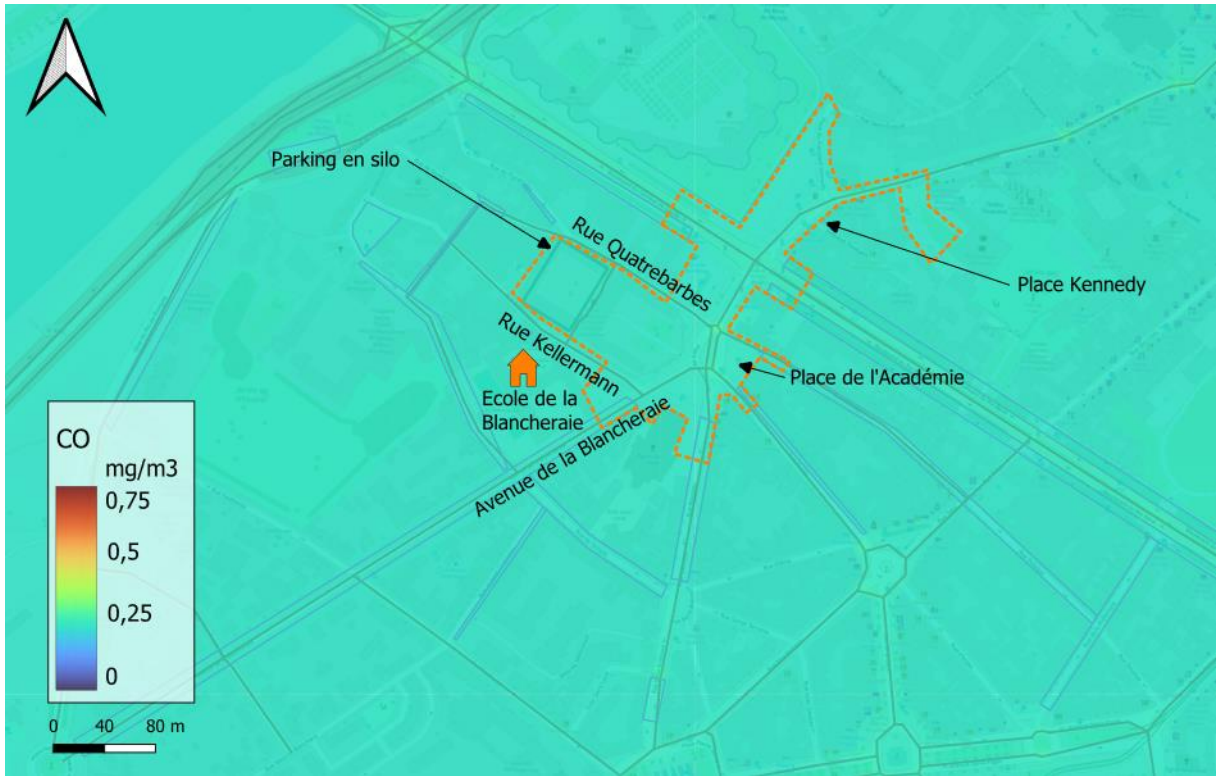 Parking en silo
Rue Quatrebarbes
Place Kennedy
Rue Kellermann
Place de l'Académie
Ecole de la
Blancheraie
Avenue de la Blancheraie
CO
mg/m3
0,75
0,5
0,25
0
0 40 80 m